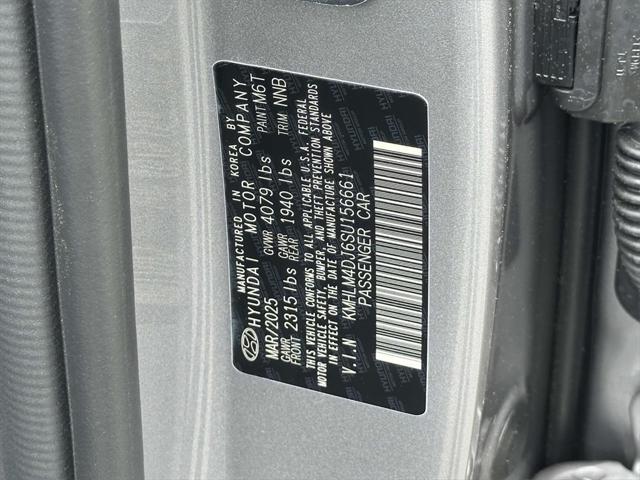 MANUFACTURED IN KOREA BY
HYUNDAI MOTOR COMPANY
MAR/2025 GVWR 4079 lbs PAINT M6T
GAWR FRONT 2315 lbs GAWR REAR 1940 lbs TRIM NNB
THIS VEHICLE CONFORMS TO ALL APPLICABLE U.S.A. FEDERAL
MOTOR VEHICLE SAFETY, BUMPER, AND THEFT PREVENTION STANDARDS
IN EFFECT ON THE DATE OF MANUFACTURE SHOWN ABOVE
V.I.N KMHLM4DJ6SU156661
PASSENGER CAR